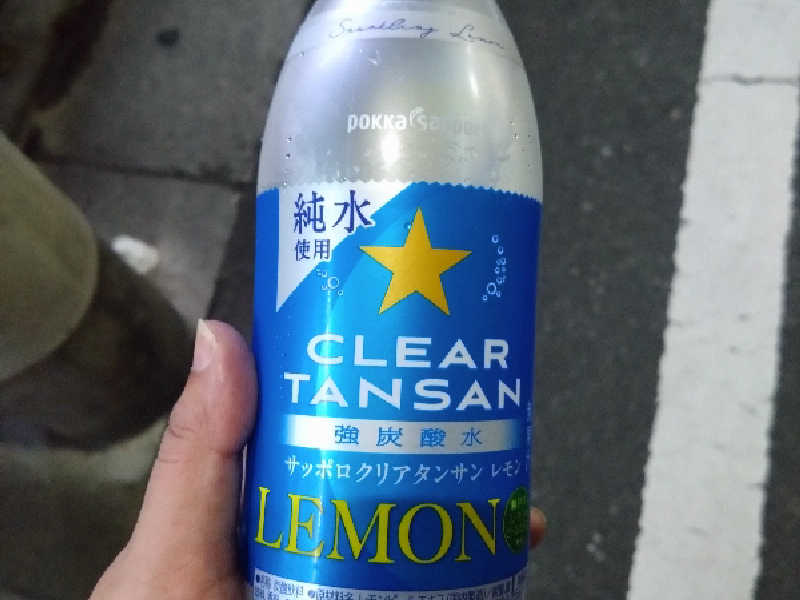 Sparkling
pokka sapporo
純水
使用
CLEAR
TANSAN
強炭酸水
サッポロクリアタンサン レモン
LEMON